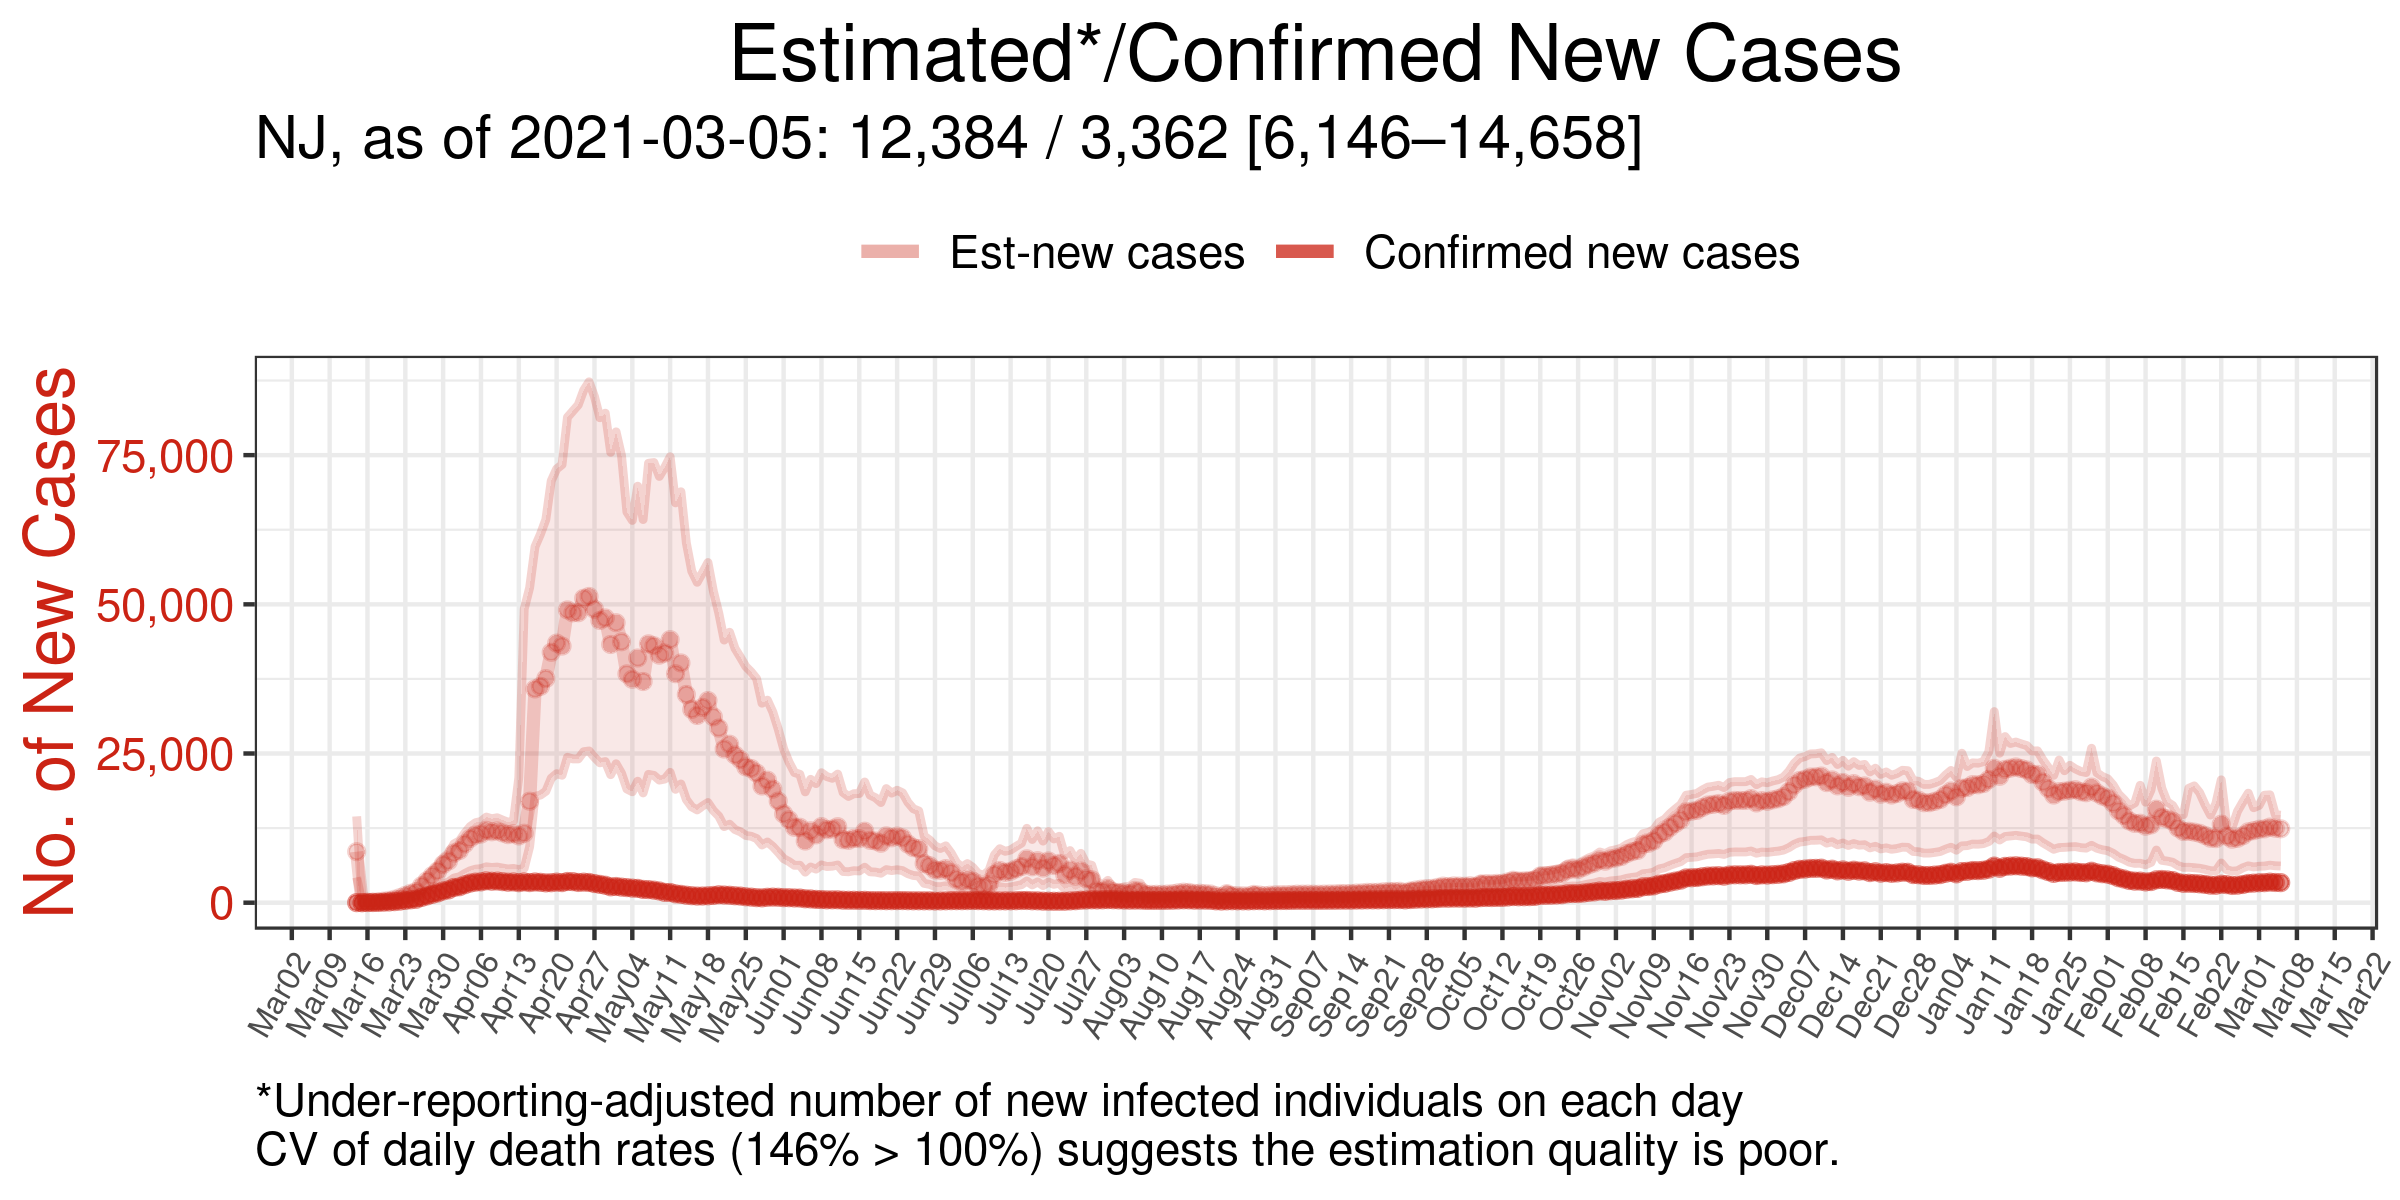 Estimated*/Confirmed New Cases
NJ, as of 2021-03-05: 12,384 / 3,362 [6,146–14,658]
Est-new cases Confirmed new cases
No. of New Cases
75,000
50,000
25,000
0
Mar02 Mar09 Mar16 Mar23 Mar30 Apr06 Apr13 Apr20 Apr27 May04 May11 May18 May25 Jun01 Jun08 Jun15 Jun22 Jun29 Jul06 Jul13 Jul20 Jul27 Aug03 Aug10 Aug17 Aug24 Aug31 Sep07 Sep14 Sep21 Sep28 Oct05 Oct12 Oct19 Oct26 Nov02 Nov09 Nov16 Nov23 Nov30 Dec07 Dec14 Dec21 Dec28 Jan04 Jan11 Jan18 Jan25 Feb01 Feb08 Feb15 Feb22 Mar01 Mar08 Mar15 Mar22
*Under-reporting-adjusted number of new infected individuals on each day
CV of daily death rates (146% > 100%) suggests the estimation quality is poor.